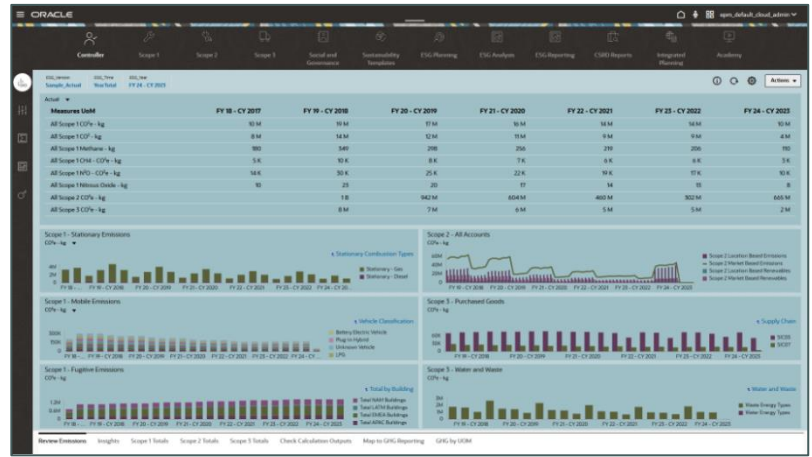 ORACLE
epm_default_cloud_admin
Controller Scope 1 Scope 2 Scope 3 Social and Governance Sustainability Templates ESG Planning ESG Analysis ESG Reporting CSRD Reports Integrated Planning Academy
Sample_Actual YearTotal FY 24 - CY 2023
Actions
Actual
Measures UoM FY 18 - CY 2017 FY 19 - CY 2018 FY 20 - CY 2019 FY 21 - CY 2020 FY 22 - CY 2021 FY 23 - CY 2022 FY 24 - CY 2023
All Scope 1 CO²e - kg 10 M 19 M 17 M 16 M 14 M 14 M 10 M
All Scope 1 CO² - kg 8 M 14 M 12 M 11 M 9 M 9 M 4 M
All Scope 1 Methane - kg 180 349 298 256 219 206 110
All Scope 1 CH4 - CO²e - kg 5 K 10 K 8 K 7 K 6 K 6 K 3 K
All Scope 1 N²O - CO²e - kg 14 K 30 K 25 K 22 K 19 K 17 K 10 K
All Scope 1 Nitrous Oxide - kg 10 23 20 17 14 13 8
All Scope 2 CO²e - kg 1 B 942 M 604 M 460 M 302 M 665 M
All Scope 3 CO²e - kg 8 M 7 M 6 M 5 M 5 M 2 M
Scope 1 - Stationary Emissions
CO²e - kg
Stationary Combustion Types
Stationary - Gas
Stationary - Diesel
Scope 2 - All Accounts
CO²e - kg
Scope 2 Location Based Emissions
Scope 2 Market Based Emissions
Scope 2 Location Based Renewables
Scope 2 Market Based Renewables
Scope 1 - Mobile Emissions
CO²e - kg
Vehicle Classification
Battery Electric Vehicle
Plug-in Hybrid
Unknown Vehicle
LPG
Scope 3 - Purchased Goods
CO²e - kg
Supply Chain
Scope 1 - Fugitive Emissions
CO²e - kg
Total by Building
Total NAM Buildings
Total LATM Buildings
Total EMEA Buildings
Total APAC Buildings
Scope 3 - Water and Waste
CO²e - kg
Water and Waste
Waste Energy Types
Water Energy Types
Review Emissions Insights Scope 1 Totals Scope 2 Totals Scope 3 Totals Check Calculation Outputs Map to GHG Reporting GHG by UOM